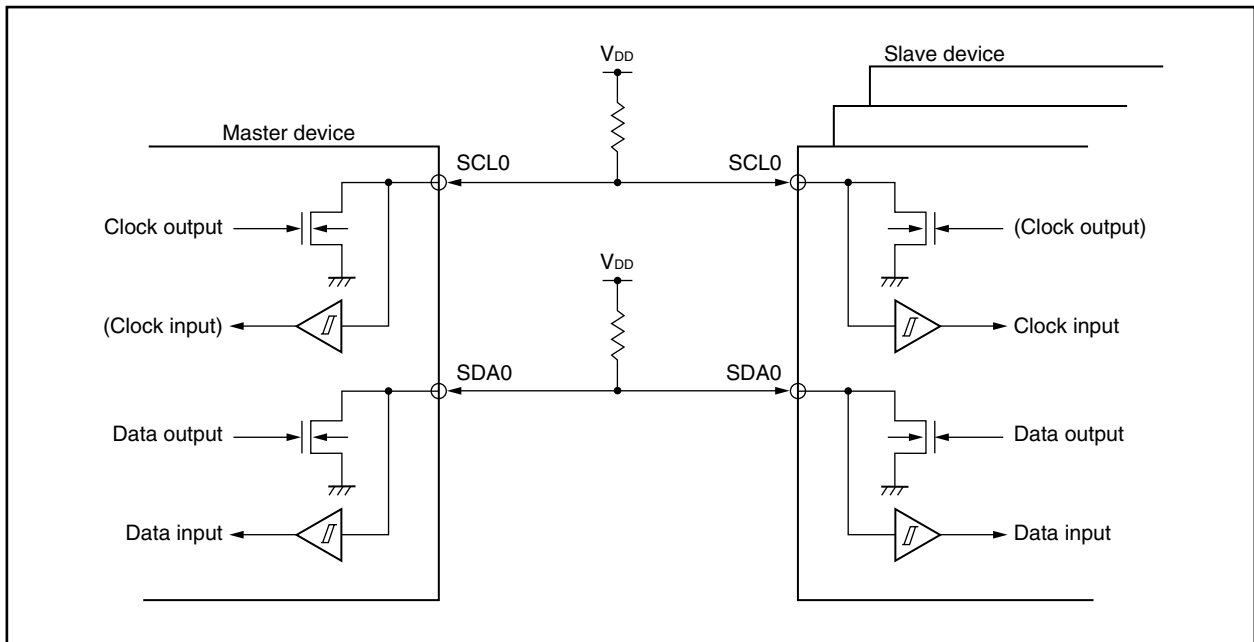 VDD
Slave device
Master device
SCL0
SCL0
Clock output
(Clock output)
VDD
(Clock input)
Clock input
SDA0
SDA0
Data output
Data output
Data input
Data input